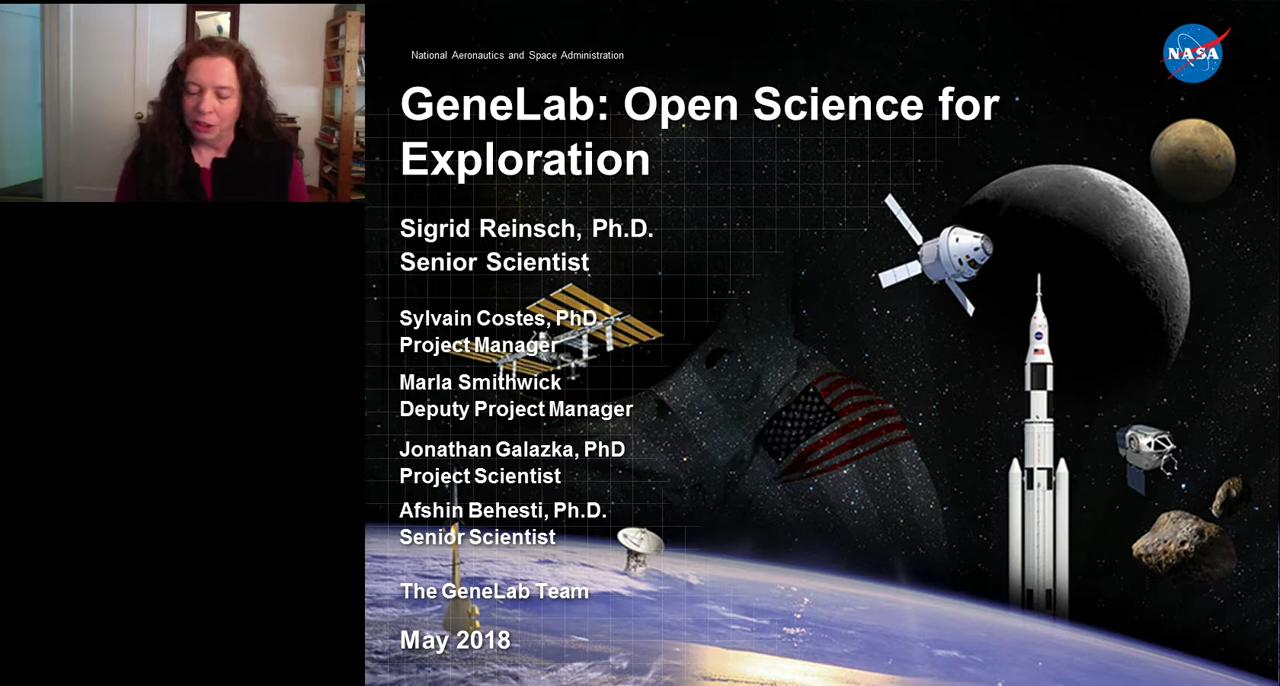 National Aeronautics and Space Administration
NASA
GeneLab: Open Science for
Exploration
Sigrid Reinsch, Ph.D.
Senior Scientist
Sylvain Costes, PhD
Project Manager
Marla Smithwick
Deputy Project Manager
Jonathan Galazka, PhD
Project Scientist
Afshin Behesti, Ph.D.
Senior Scientist
The GeneLab Team
May 2018